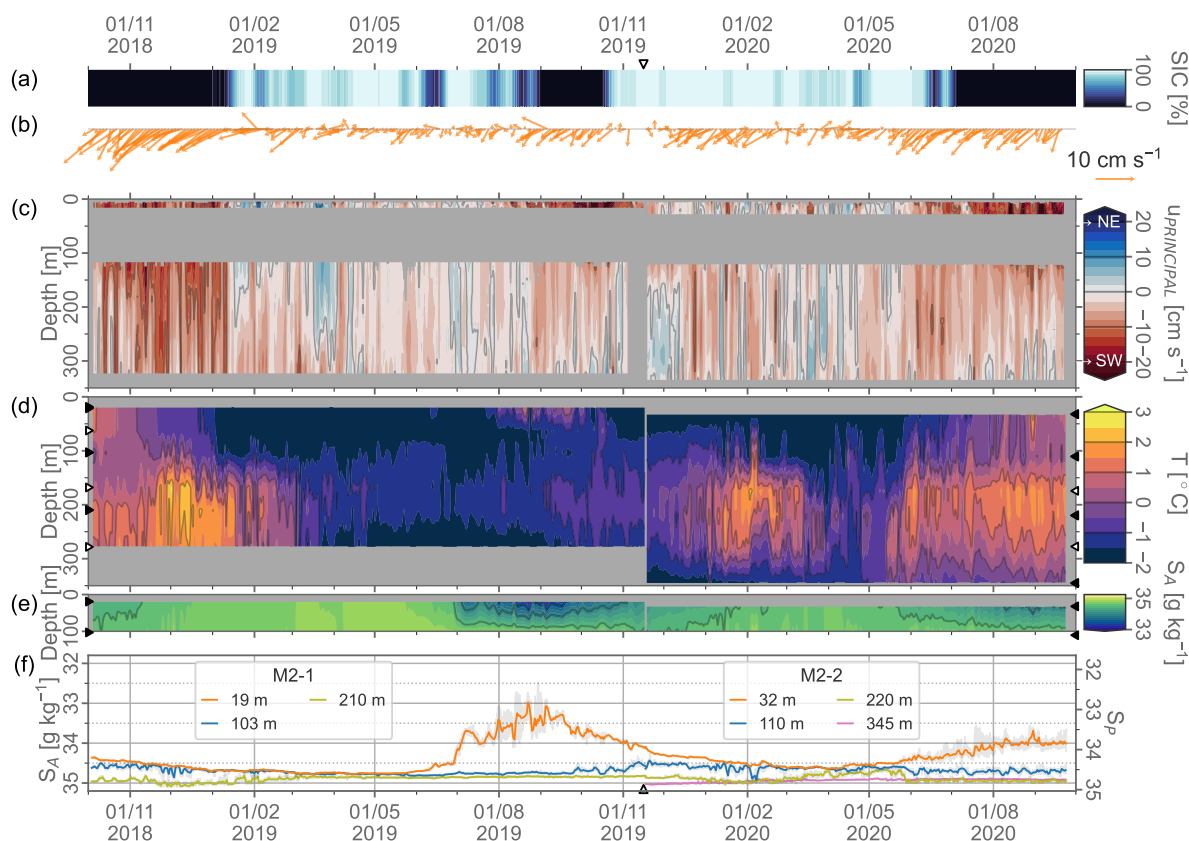 01/11 01/02 01/05 01/08 01/11 01/02 01/05 01/08
2018 2019 2019 2019 2019 2020 2020 2020
(a)
100
0
SIC [%]
(b)
10 cm s⁻¹
(c)
0
100
200
300
Depth [m]
NE
SW
20
10
0
−10
−20
u_PRINCIPAL [cm s⁻¹]
(d)
0
100
200
300
Depth [m]
3
2
1
0
−1
−2
T [°C]
(e)
0
100
Depth [m]
35
33
S_A [g kg⁻¹]
(f)
32
33
34
35
S_A [g kg⁻¹]
M2-1
19 m 210 m
103 m
M2-2
32 m 220 m
110 m 345 m
32
33
34
35
S_P
01/11 01/02 01/05 01/08 01/11 01/02 01/05 01/08
2018 2019 2019 2019 2019 2020 2020 2020